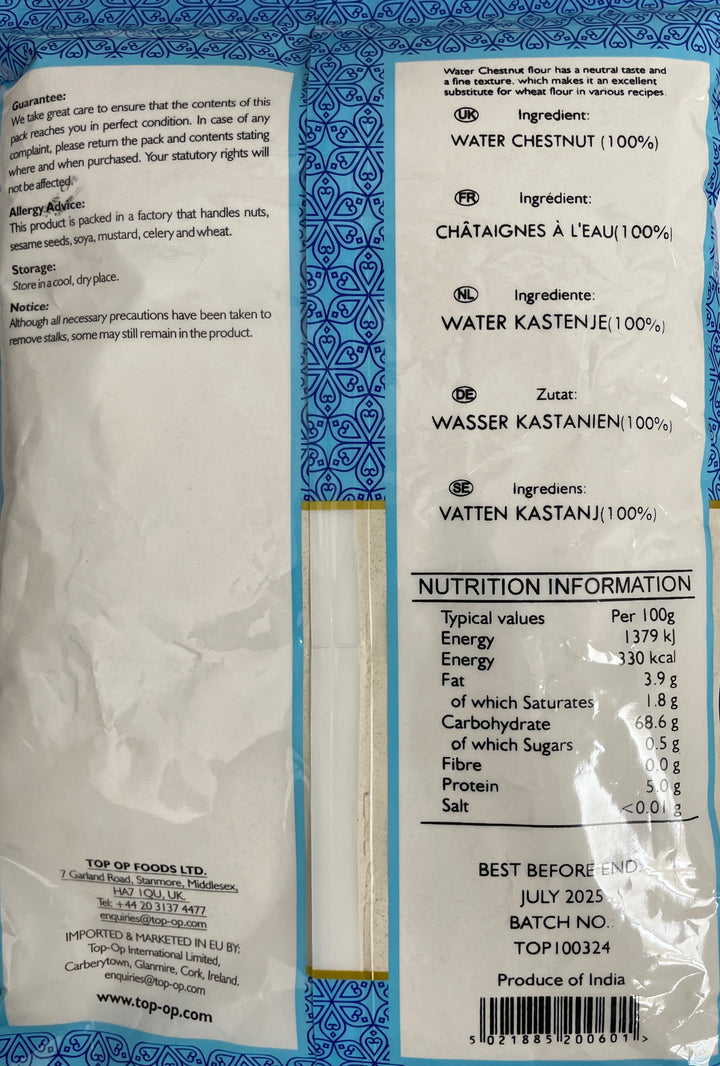 Guarantee:
We take great care to ensure that the contents of this
pack reaches you in perfect condition. In case of any
complaint, please return the pack and contents stating
where and when purchased. Your statutory rights will
not be affected.
Allergy Advice:
This product is packed in a factory that handles nuts,
sesame seeds, soya, mustard, celery and wheat.
Storage:
Store in a cool, dry place.
Notice:
Although all necessary precautions have been taken to
remove stalks, some may still remain in the product.
TOP OP FOODS LTD.
7 Garland Road, Stanmore, Middlesex,
HA7 1QU, UK.
Tel: +44 20 3137 4477
enquiries@top-op.com
IMPORTED & MARKETED IN EU BY:
Top-Op International Limited,
Carberytown, Glanmire, Cork, Ireland.
enquiries@top-op.com
www.top-op.com
Water Chestnut flour has a neutral taste and
a fine texture, which makes it an excellent
substitute for wheat flour in various recipes.
UK Ingredient:
WATER CHESTNUT (100%)
FR Ingrédient:
CHÂTAIGNES À L'EAU(100%)
NL Ingrediente:
WATER KASTENJE(100%)
DE Zutat:
WASSER KASTANIEN(100%)
SE Ingrediens:
VATTEN KASTANJ(100%)
NUTRITION INFORMATION
Typical values Per 100g
Energy 1379 kJ
Energy 330 kcal
Fat 3.9 g
of which Saturates 1.8 g
Carbohydrate 68.6 g
of which Sugars 0.5 g
Fibre 0.0 g
Protein 5.0 g
Salt <0.01 g
BEST BEFORE END:
JULY 2025
BATCH NO.:
TOP100324
Produce of India
5 021885 200601 >